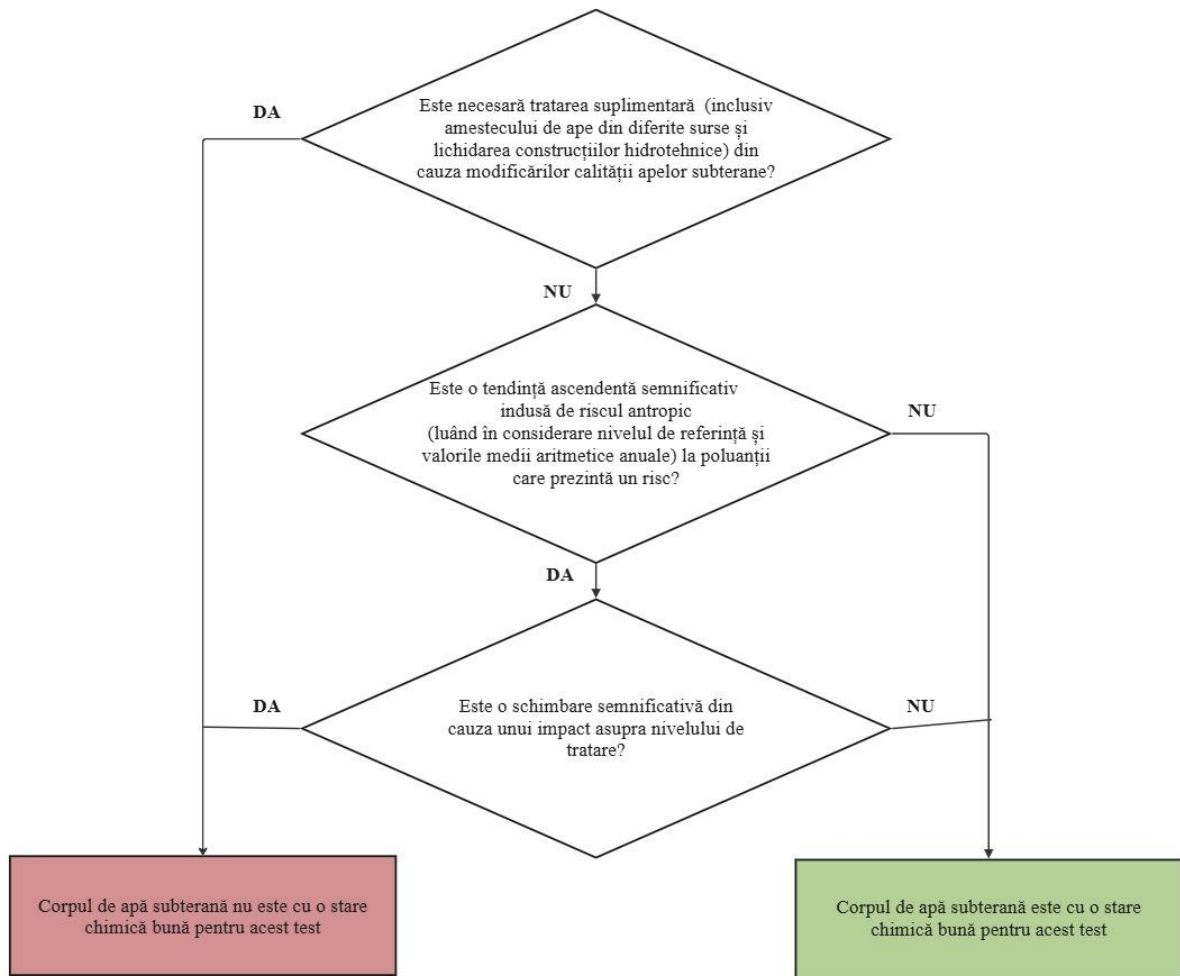 DA
Este necesară tratarea suplimentară (inclusiv
amestecului de ape din diferite surse și
lichidarea construcțiilor hidrotehnice) din
cauza modificărilor calității apelor subterane?
NU
Este o tendință ascendentă semnificativ
indusă de riscul antropic
(luând în considerare nivelul de referință și
valorile medii aritmetice anuale) la poluanții
care prezintă un risc?
NU
DA
DA
Este o schimbare semnificativă din
cauza unui impact asupra nivelului de
tratare?
NU
Corpul de apă subterană nu este cu o stare
chimică bună pentru acest test
Corpul de apă subterană este cu o stare
chimică bună pentru acest test